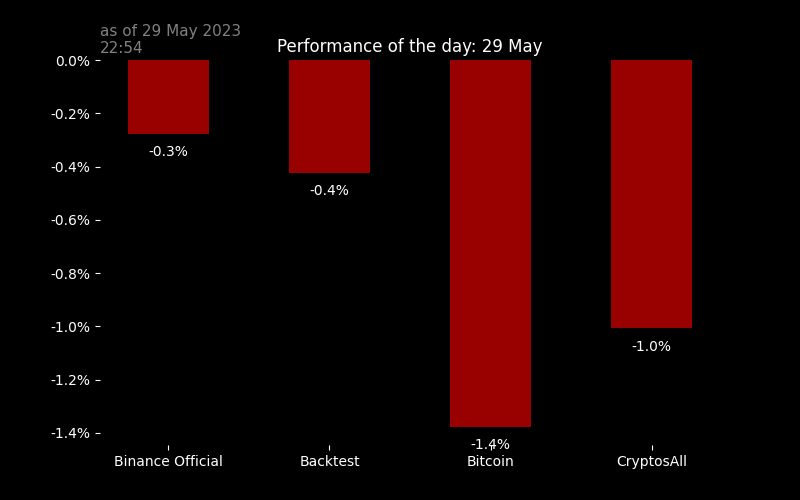 as of 29 May 2023
22:54
Performance of the day: 29 May
0.0%
-0.2%
-0.4%
-0.6%
-0.8%
-1.0%
-1.2%
-1.4%
-0.3%
-0.4%
-1.4%
-1.0%
Binance Official
Backtest
Bitcoin
CryptosAll